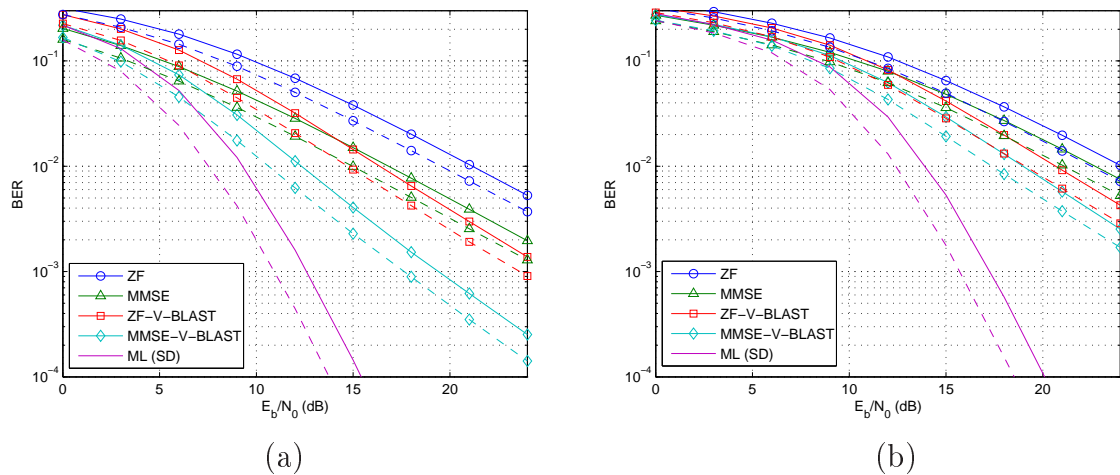 10⁻¹
10⁻²
10⁻³
10⁻⁴
BER
0
5
10
15
20
E_b/N_0 (dB)
ZF
MMSE
ZF−V−BLAST
MMSE−V−BLAST
ML (SD)
(a)
10⁻¹
10⁻²
10⁻³
10⁻⁴
BER
0
5
10
15
20
E_b/N_0 (dB)
ZF
MMSE
ZF−V−BLAST
MMSE−V−BLAST
ML (SD)
(b)